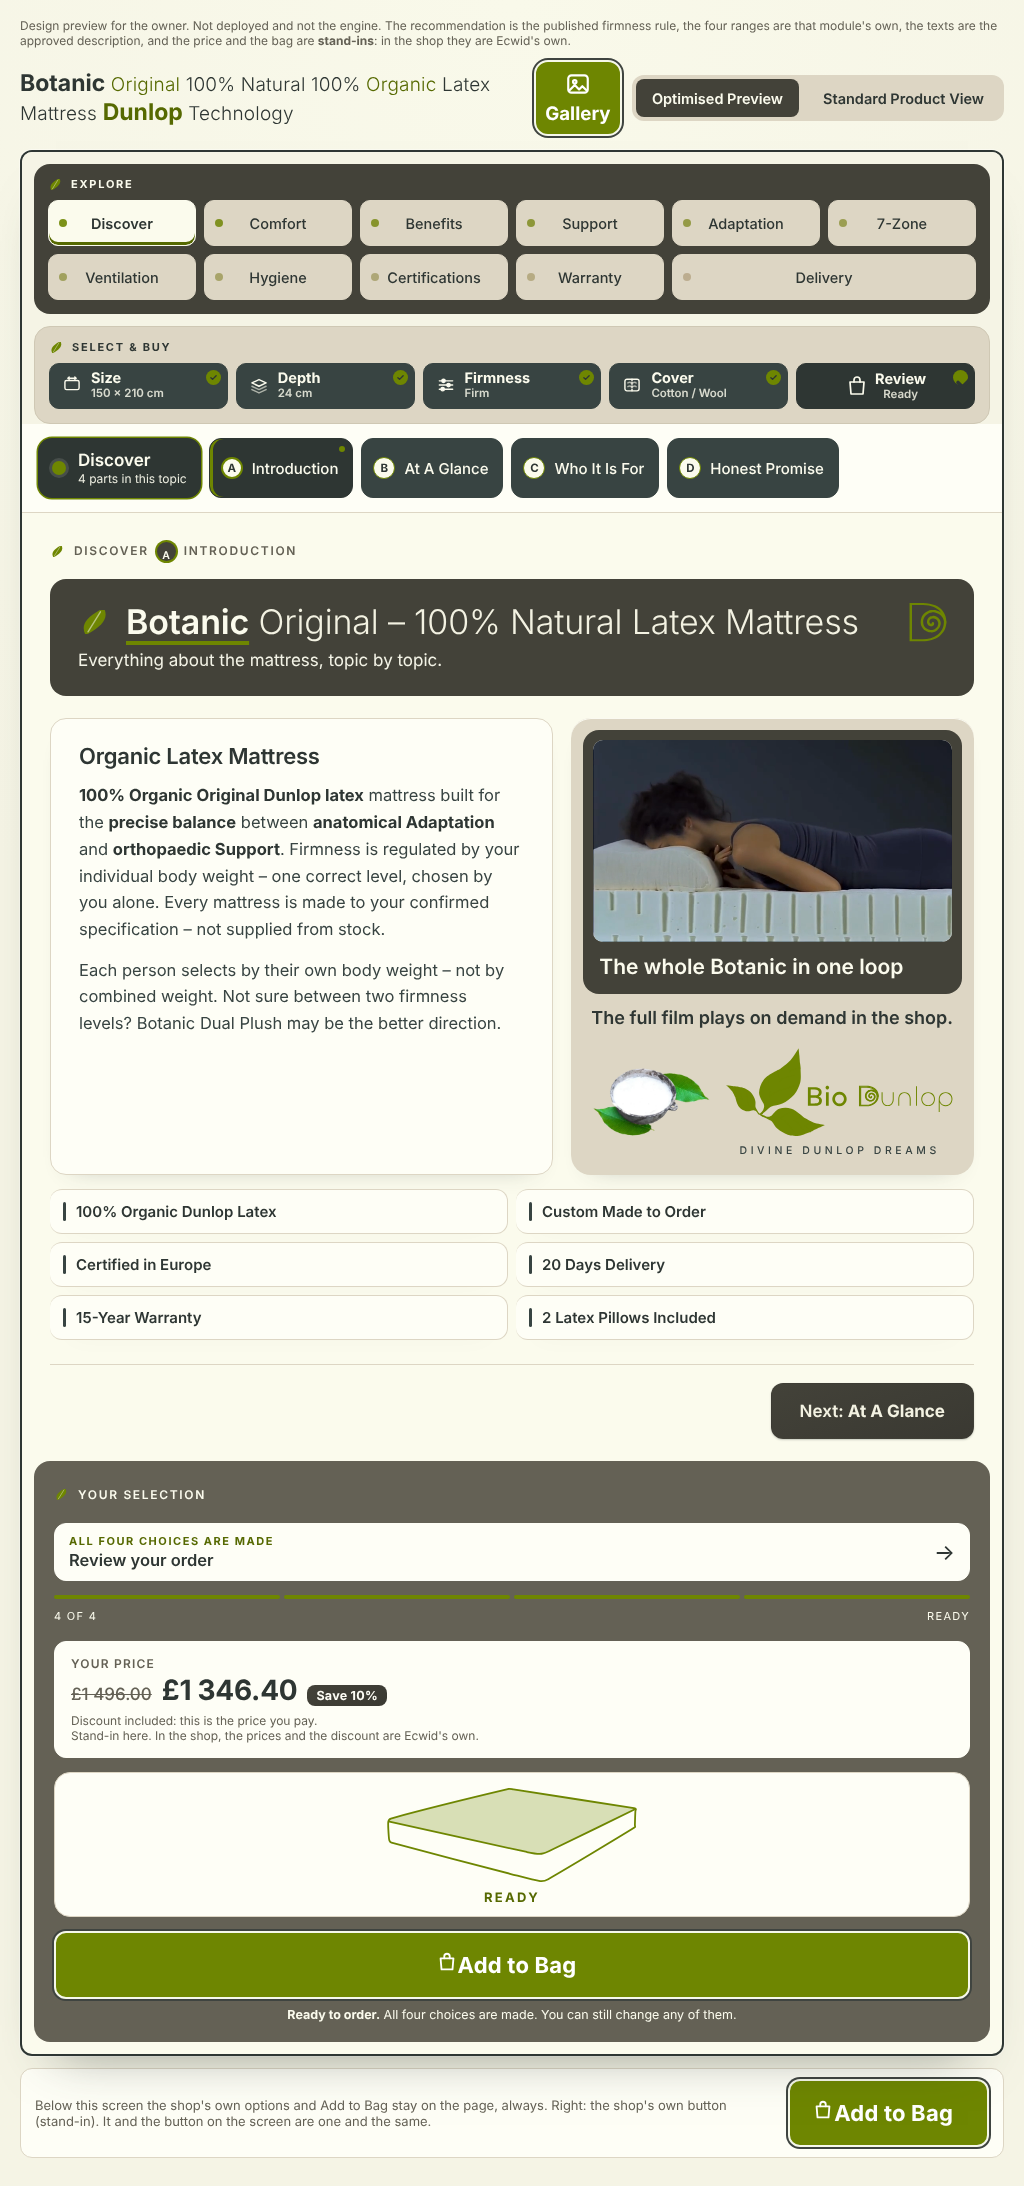 Design preview for the owner. Not deployed and not the engine. The recommendation is the published firmness rule, the four ranges are that module's own, the texts are the
approved description, and the price and the bag are stand-ins: in the shop they are Ecwid's own.
Botanic Original 100% Natural 100% Organic Latex
Mattress Dunlop Technology
Gallery
Optimised Preview
Standard Product View
EXPLORE
Discover
Comfort
Benefits
Support
Adaptation
7-Zone
Ventilation
Hygiene
Certifications
Warranty
Delivery
SELECT & BUY
Size
150 × 210 cm
Depth
24 cm
Firmness
Firm
Cover
Cotton / Wool
Review
Ready
Discover
4 parts in this topic
A Introduction
B At A Glance
C Who It Is For
D Honest Promise
DISCOVER A INTRODUCTION
Botanic Original – 100% Natural Latex Mattress
Everything about the mattress, topic by topic.
Organic Latex Mattress
100% Organic Original Dunlop latex mattress built for
the precise balance between anatomical Adaptation
and orthopaedic Support. Firmness is regulated by your
individual body weight – one correct level, chosen by
you alone. Every mattress is made to your confirmed
specification – not supplied from stock.
Each person selects by their own body weight – not by
combined weight. Not sure between two firmness
levels? Botanic Dual Plush may be the better direction.
The whole Botanic in one loop
The full film plays on demand in the shop.
Bio Dunlop
DIVINE DUNLOP DREAMS
100% Organic Dunlop Latex
Custom Made to Order
Certified in Europe
20 Days Delivery
15-Year Warranty
2 Latex Pillows Included
Next: At A Glance
YOUR SELECTION
ALL FOUR CHOICES ARE MADE
Review your order
4 OF 4
READY
YOUR PRICE
£1 496.00 £1 346.40 Save 10%
Discount included: this is the price you pay.
Stand-in here. In the shop, the prices and the discount are Ecwid's own.
READY
Add to Bag
Ready to order. All four choices are made. You can still change any of them.
Below this screen the shop's own options and Add to Bag stay on the page, always. Right: the shop's own button
(stand-in). It and the button on the screen are one and the same.
Add to Bag